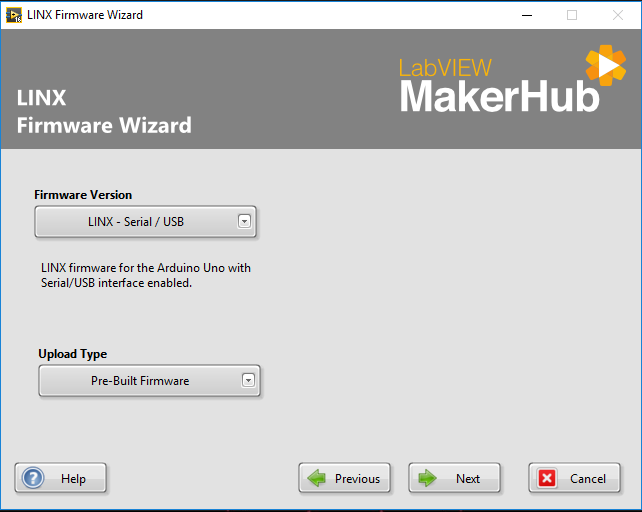 LINX Firmware Wizard
LabVIEW
MakerHub
LINX
Firmware Wizard
Firmware Version
LINX - Serial / USB
LINX firmware for the Arduino Uno with
Serial/USB interface enabled.
Upload Type
Pre-Built Firmware
Help
Previous
Next
Cancel